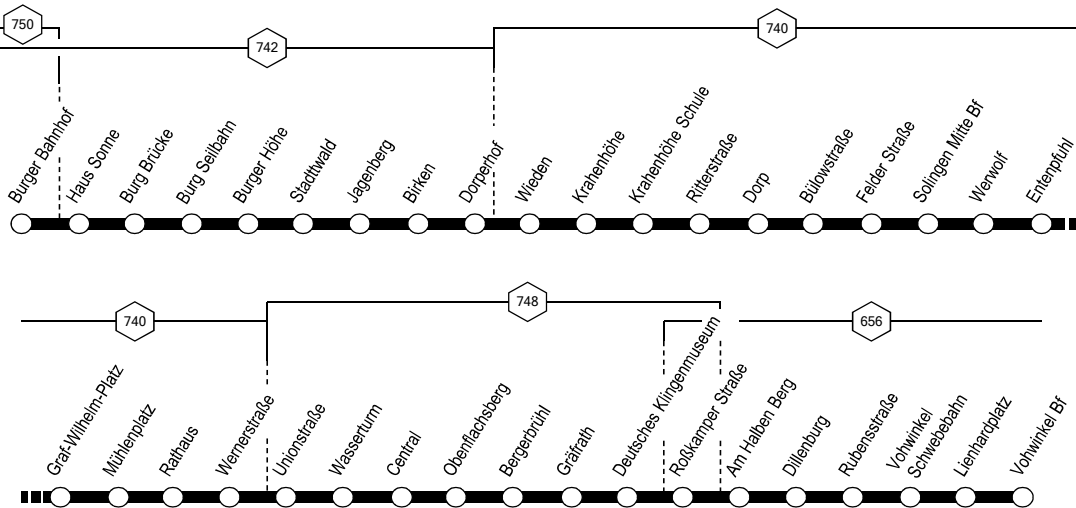 750
742
740
Burger Bahnhof
Haus Sonne
Burg Brücke
Burg Seilbahn
Burger Höhe
Stadtwald
Jagenberg
Birken
Dorperhof
Wieden
Krahenhöhe
Krahenhöhe Schule
Ritterstraße
Dorp
Bülowstraße
Felder Straße
Solingen Mitte Bf
Werwolf
Entenpfuhl
740
748
656
Graf-Wilhelm-Platz
Mühlenplatz
Rathaus
Wernerstraße
Unionstraße
Wasserturm
Central
Obenflachsberg
Bergerbrühl
Gräfrath
Deutsches Klingenmuseum
Roßkamper Straße
Am Halben Berg
Dillenburg
Rubensstraße
Vohwinkel
Schwebebahn
Lienhardplatz
Vohwinkel Bf